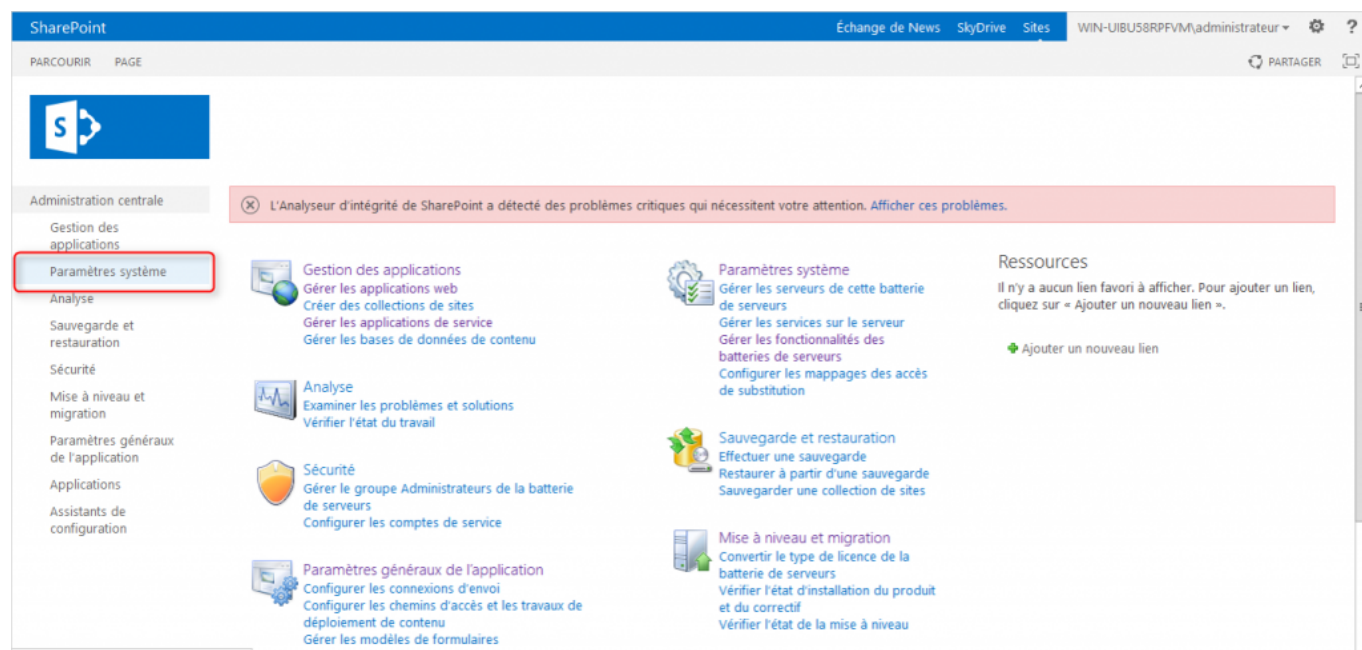 SharePoint
Échange de News SkyDrive Sites WIN-UIBU58RPFVM\administrateur ?
PARCOURIR PAGE
PARTAGER
S
Administration centrale
Gestion des
applications
Paramètres système
Analyse
Sauvegarde et
restauration
Sécurité
Mise à niveau et
migration
Paramètres généraux
de l'application
Applications
Assistants de
configuration
L'Analyseur d'intégrité de SharePoint a détecté des problèmes critiques qui nécessitent votre attention. Afficher ces problèmes.
Gestion des applications
Gérer les applications web
Créer des collections de sites
Gérer les applications de service
Gérer les bases de données de contenu
Analyse
Examiner les problèmes et solutions
Vérifier l'état du travail
Sécurité
Gérer le groupe Administrateurs de la batterie
de serveurs
Configurer les comptes de service
Paramètres généraux de l'application
Configurer les connexions d'envoi
Configurer les chemins d'accès et les travaux de
déploiement de contenu
Gérer les modèles de formulaires
Paramètres système
Gérer les serveurs de cette batterie
de serveurs
Gérer les services sur le serveur
Gérer les fonctionnalités des
batteries de serveurs
Configurer les mappages des accès
de substitution
Sauvegarde et restauration
Effectuer une sauvegarde
Restaurer à partir d'une sauvegarde
Sauvegarder une collection de sites
Mise à niveau et migration
Convertir le type de licence de la
batterie de serveurs
Vérifier l'état d'installation du produit
et du correctif
Vérifier l'état de la mise à niveau
Ressources
Il n'y a aucun lien favori à afficher. Pour ajouter un lien,
cliquez sur « Ajouter un nouveau lien ».
Ajouter un nouveau lien